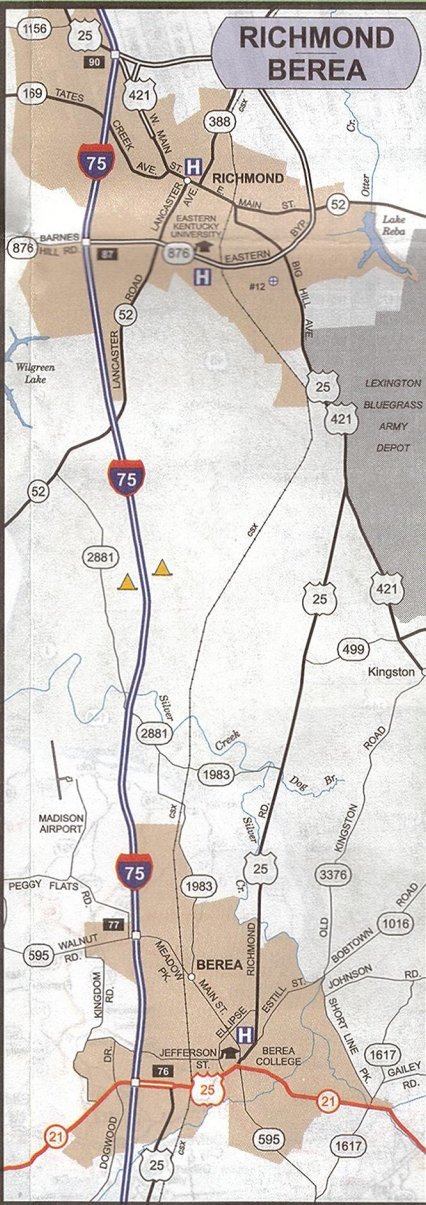 RICHMOND
BEREA
1156
25
90
169
TATES
CREEK
AVE.
421
W. MAIN
ST.
388
CSX
H
RICHMOND
75
LANCASTER
AVE.
E.
MAIN
ST.
52
Cr.
Otter
Lake
Reba
EASTERN
KENTUCKY
UNIVERSITY
876
BARNES
HILL RD.
87
876
EASTERN
BYP.
H
#12
BIG
HILL
AVE.
52
LANCASTER
ROAD
Wilgreen
Lake
25
421
LEXINGTON
BLUEGRASS
ARMY
DEPOT
75
52
CSX
2881
25
421
499
Kingston
Silver
Creek
2881
1983
Dog Br.
MADISON
AIRPORT
CSX
Silver
Cr.
RICHMOND
RD.
KINGSTON
ROAD
OLD
75
25
3376
1983
PEGGY FLATS
RD.
77
595
WALNUT
RD.
MEADOW
PK.
BEREA
MAIN ST.
BOBTOWN
ROAD
1016
JOHNSON
RD.
KINGDOM
RD.
ELLIPSE
ESTILL ST.
SHORT LINE
PK.
H
JEFFERSON
ST.
BEREA
COLLEGE
1617
GAILEY
RD.
DR.
DOGWOOD
76
25
21
21
595
1617
25
CSX